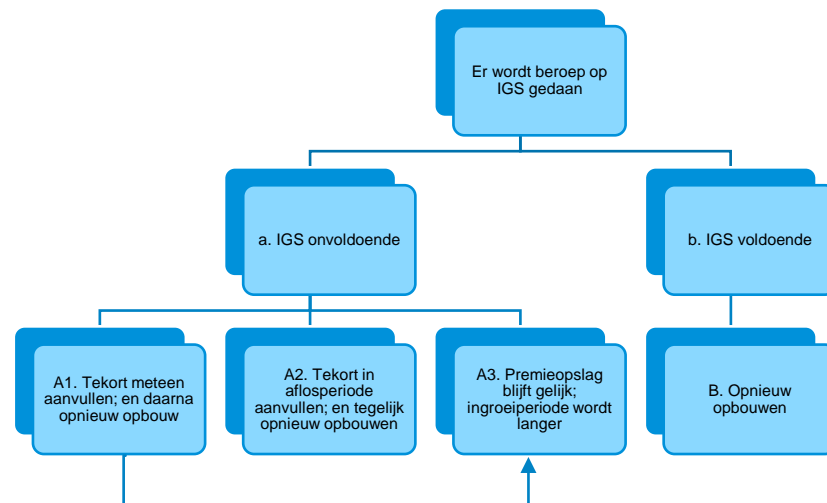 Er wordt beroep op
IGS gedaan
a. IGS onvoldoende
b. IGS voldoende
A1. Tekort meteen
aanvullen; en daarna
opnieuw opbouw
A2. Tekort in
aflosperiode
aanvullen; en tegelijk
opnieuw opbouwen
A3. Premieopslag
blijft gelijk;
ingroeiperiode wordt
langer
B. Opnieuw
opbouwen